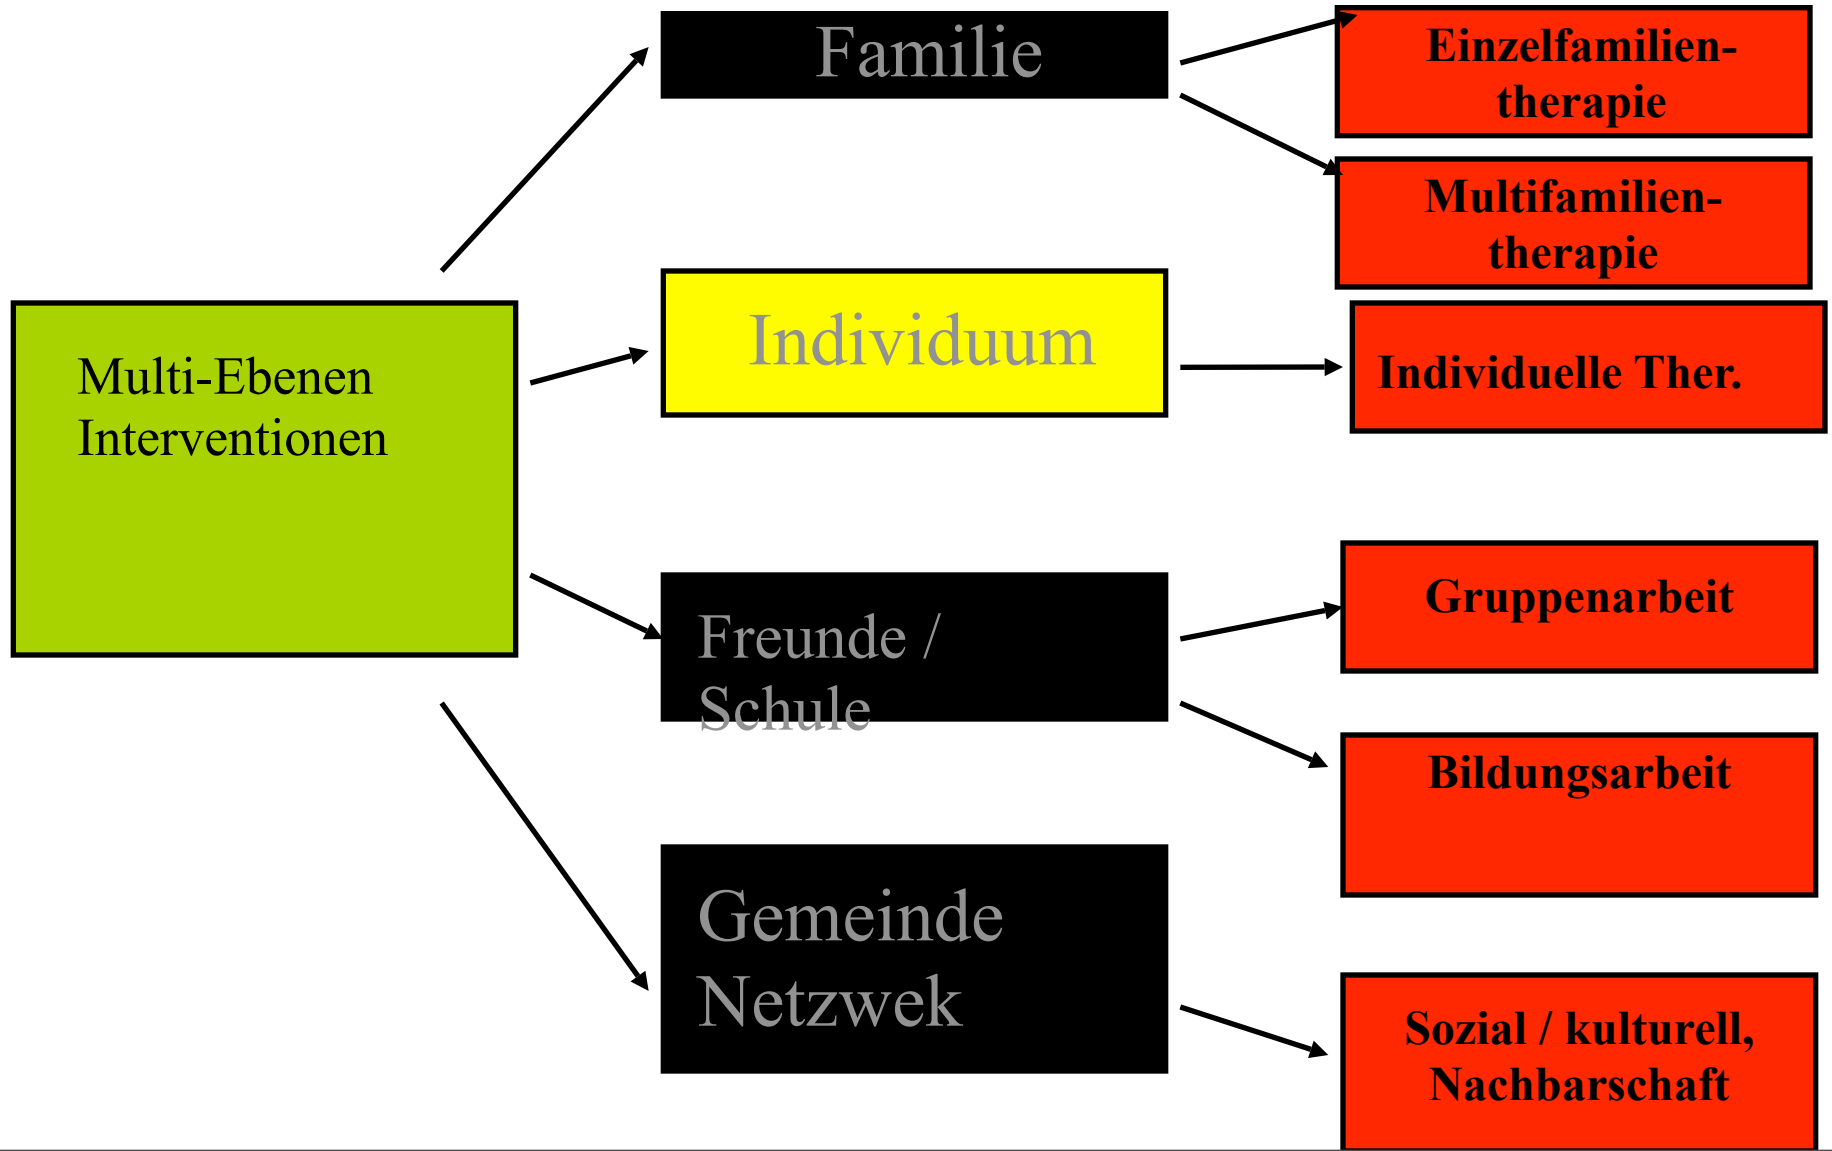 Familie
Einzelfamilien-
therapie
Multifamilien-
therapie
Multi-Ebenen
Interventionen
Individuum
Individuelle Ther.
Freunde /
Schule
Gruppenarbeit
Bildungsarbeit
Gemeinde
Netzwek
Sozial / kulturell,
Nachbarschaft